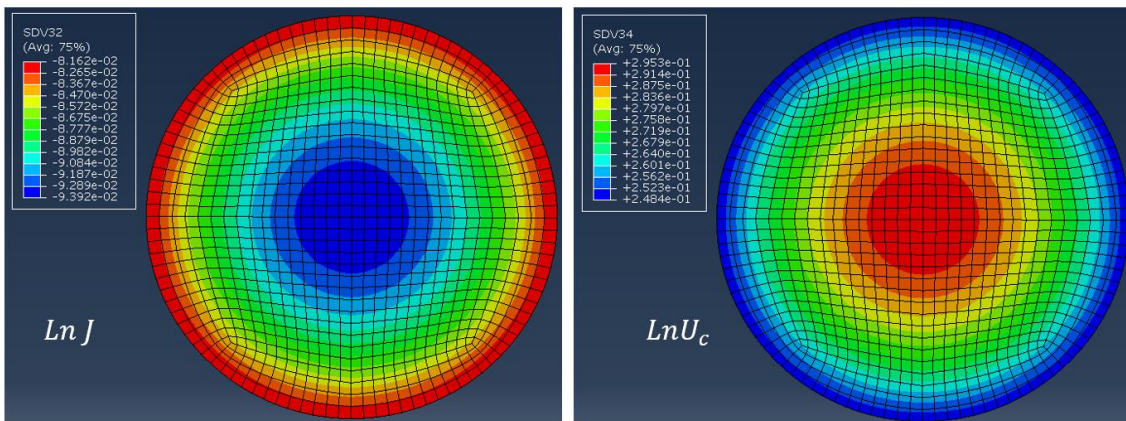 SDV32
(Avg: 75%)
-8.162e-02
-8.265e-02
-8.367e-02
-8.470e-02
-8.572e-02
-8.675e-02
-8.777e-02
-8.879e-02
-8.982e-02
-9.084e-02
-9.187e-02
-9.289e-02
-9.392e-02
Ln J
SDV34
(Avg: 75%)
+2.953e-01
+2.914e-01
+2.875e-01
+2.836e-01
+2.797e-01
+2.758e-01
+2.719e-01
+2.679e-01
+2.640e-01
+2.601e-01
+2.562e-01
+2.523e-01
+2.484e-01
LnU_c